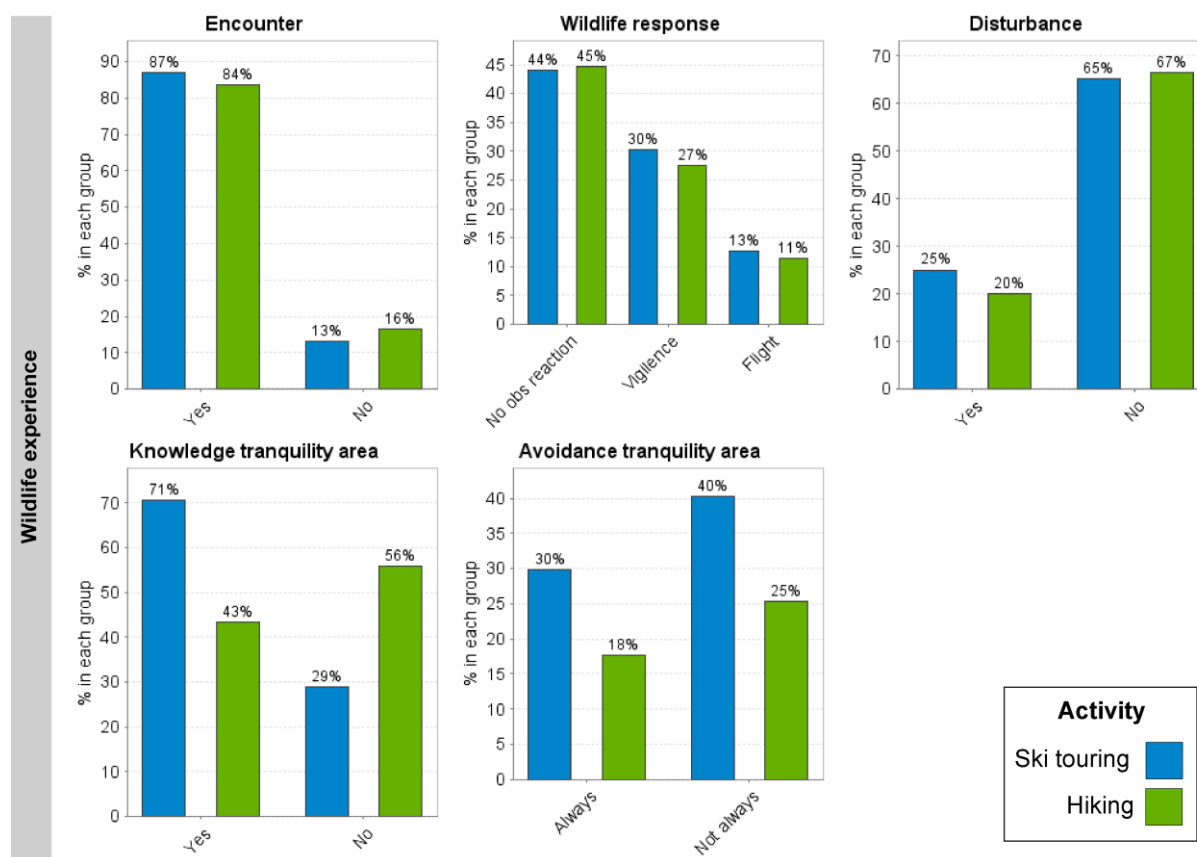 Wildlife experience
Encounter
% in each group
90
80
70
60
50
40
30
20
10
0
87%
84%
13%
16%
Yes
No
Wildlife response
% in each group
45
40
35
30
25
20
15
10
5
0
44%
45%
30%
27%
13%
11%
No obs reaction
Vigilence
Flight
Disturbance
% in each group
70
60
50
40
30
20
10
0
25%
20%
65%
67%
Yes
No
Knowledge tranquility area
% in each group
70
60
50
40
30
20
10
0
71%
43%
29%
56%
Yes
No
Avoidance tranquility area
% in each group
40
35
30
25
20
15
10
5
0
30%
18%
40%
25%
Always
Not always
Activity
Ski touring
Hiking